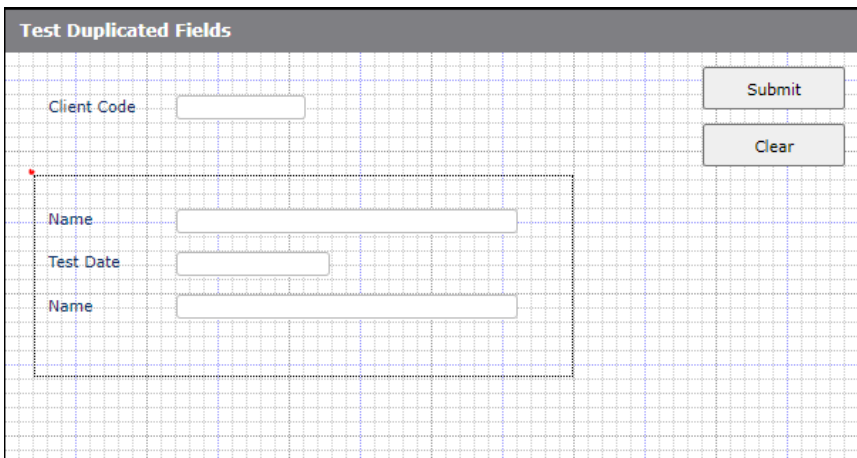 Test Duplicated Fields
Client Code
Submit
Clear
Name
Test Date
Name